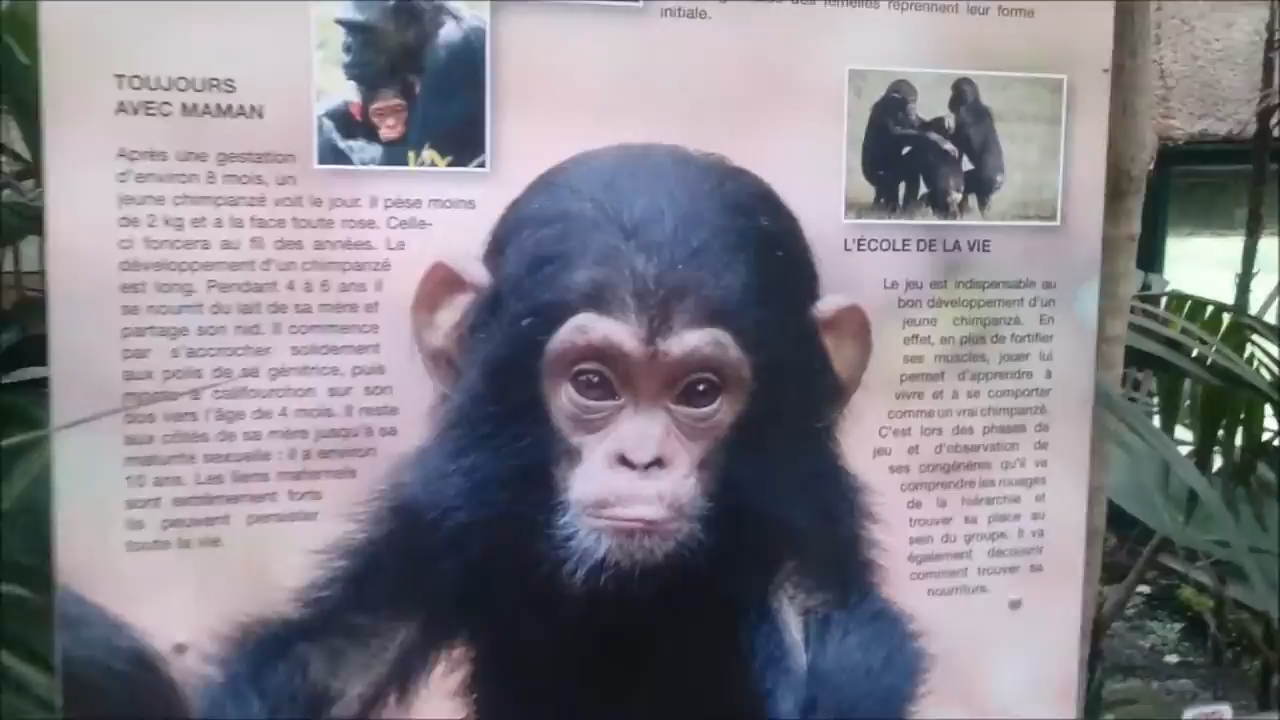 des femelles reprennent leur forme
initiale.
TOUJOURS
AVEC MAMAN
Après une gestation
d'environ 8 mois, un
jeune chimpanzé voit le jour. Il pèse moins
de 2 kg et a la face toute rose. Celle-
ci foncera au fil des années. Le
développement d'un chimpanzé
est long. Pendant 4 à 6 ans il
se nourrit du lait de sa mère et
partage son nid. Il commence
par s'accrocher solidement
aux poils de sa génitrice, puis
monte à califourchon sur son
dos vers l'âge de 4 mois. Il reste
aux côtés de sa mère jusqu'à sa
maturité sexuelle : il a environ
10 ans. Les liens maternels
sont extrêmement forts
ils peuvent persister
toute la vie.
L'ÉCOLE DE LA VIE
Le jeu est indispensable au
bon développement d'un
jeune chimpanzé. En
effet, en plus de fortifier
ses muscles, jouer lui
permet d'apprendre à
vivre et à se comporter
comme un vrai chimpanzé.
C'est lors des phases de
jeu et d'observation de
ses congénères qu'il va
comprendre les rouages
de la hiérarchie et
trouver sa place au
sein du groupe. Il va
également découvrir
comment trouver sa
nourriture.